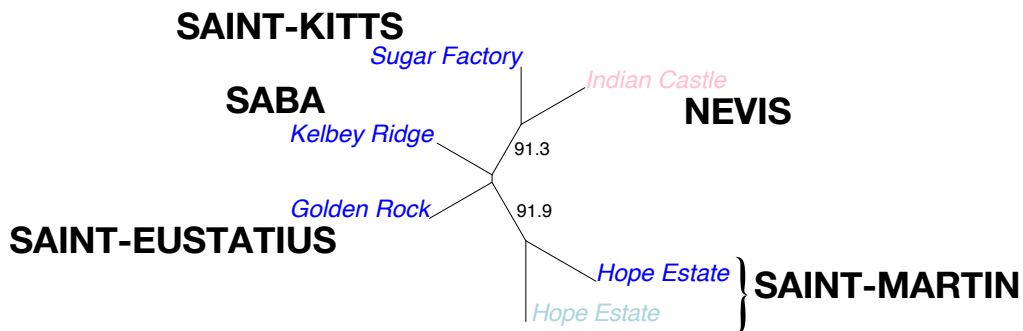 SAINT-KITTS
Sugar Factory
Indian Castle
SABA
NEVIS
Kelbey Ridge
91.3
Golden Rock
91.9
SAINT-EUSTATIUS
Hope Estate
SAINT-MARTIN
Hope Estate